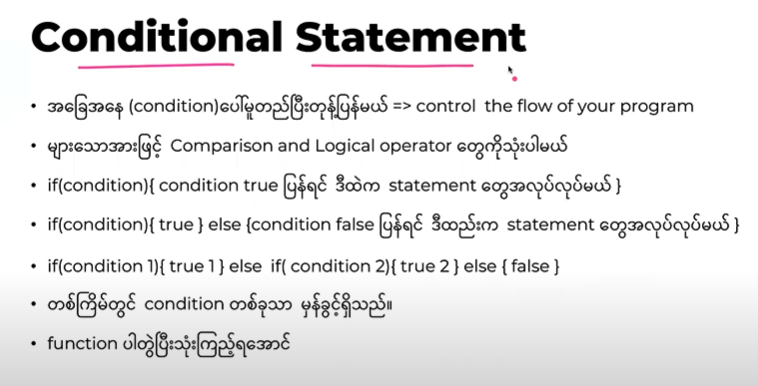 Conditional Statement
• အခြေအနေ (condition)ပေါ်မူတည်ပြီးတုန့်ပြန်မယ် => control the flow of your program
• များသောအားဖြင့် Comparison and Logical operator တွေကိုသုံးပါမယ်
• if(condition){ condition true ပြန်ရင် ဒီထဲက statement တွေအလုပ်လုပ်မယ် }
• if(condition){ true } else {condition false ပြန်ရင် ဒီထည်းက statement တွေအလုပ်လုပ်မယ် }
• if(condition 1){ true 1 } else if( condition 2){ true 2 } else { false }
• တစ်ကြိမ်တွင် condition တစ်ခုသာ မှန်ခွင့်ရှိသည်။
• function ပါတွဲပြီးသုံးကြည့်ရအောင်